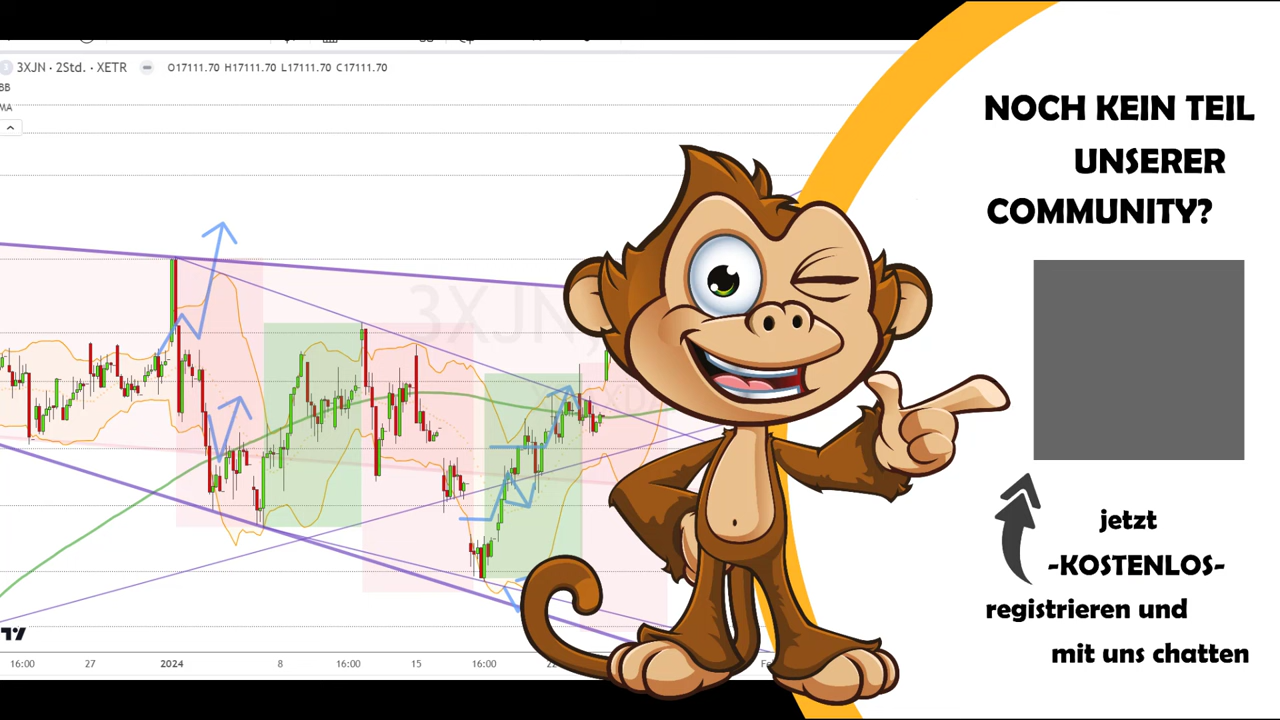 3XJN · 2Std. · XETR
O17111.70 H17111.70 L17111.70 C17111.70
BB
MA
NOCH KEIN TEIL
UNSERER
COMMUNITY?
3XJN
jetzt
-KOSTENLOS-
registrieren und
mit uns chatten
16:00 27 2024 8 16:00 15 16:00